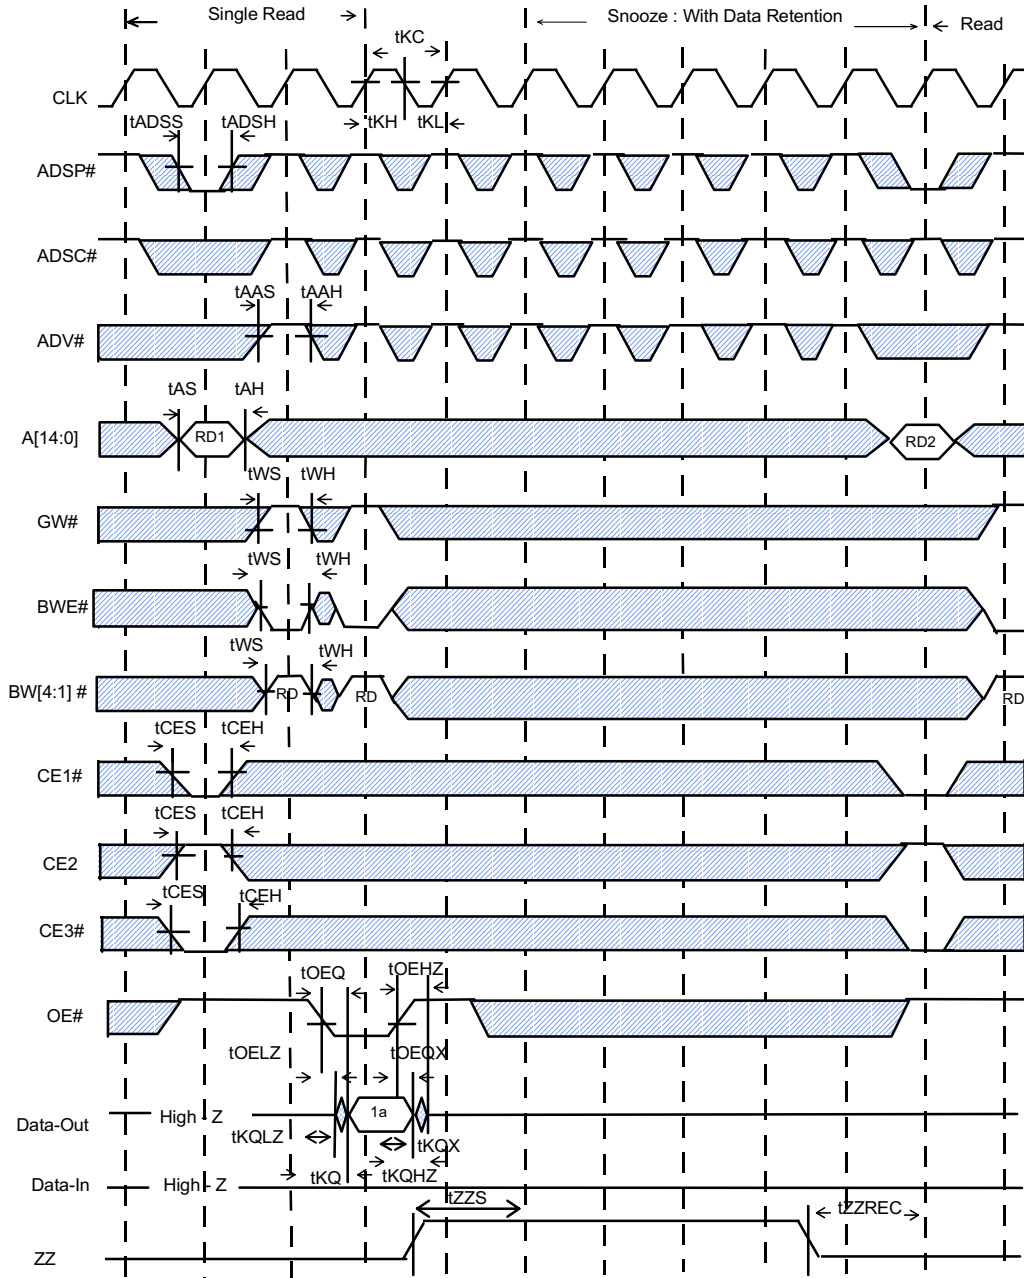 Single Read
Snooze : With Data Retention
Read
tKC
CLK
tKH
tKL
tADSS
tADSH
ADSP#
ADSC#
tAAS
tAAH
ADV#
tAS
tAH
A[14:0]
RD1
RD2
tWS
tWH
GW#
tWS
tWH
BWE#
tWS
tWH
BW[4:1] #
RD
RD
RD
tCES
tCEH
CE1#
tCES
tCEH
CE2
tCES
tCEH
CE3#
tOEQ
tOEHZ
OE#
tOELZ
tOEQX
Data-Out
High - Z
1a
tKQLZ
tKQX
Data-In
High - Z
tKQ
tKQHZ
tZZS
tZZREC
ZZ